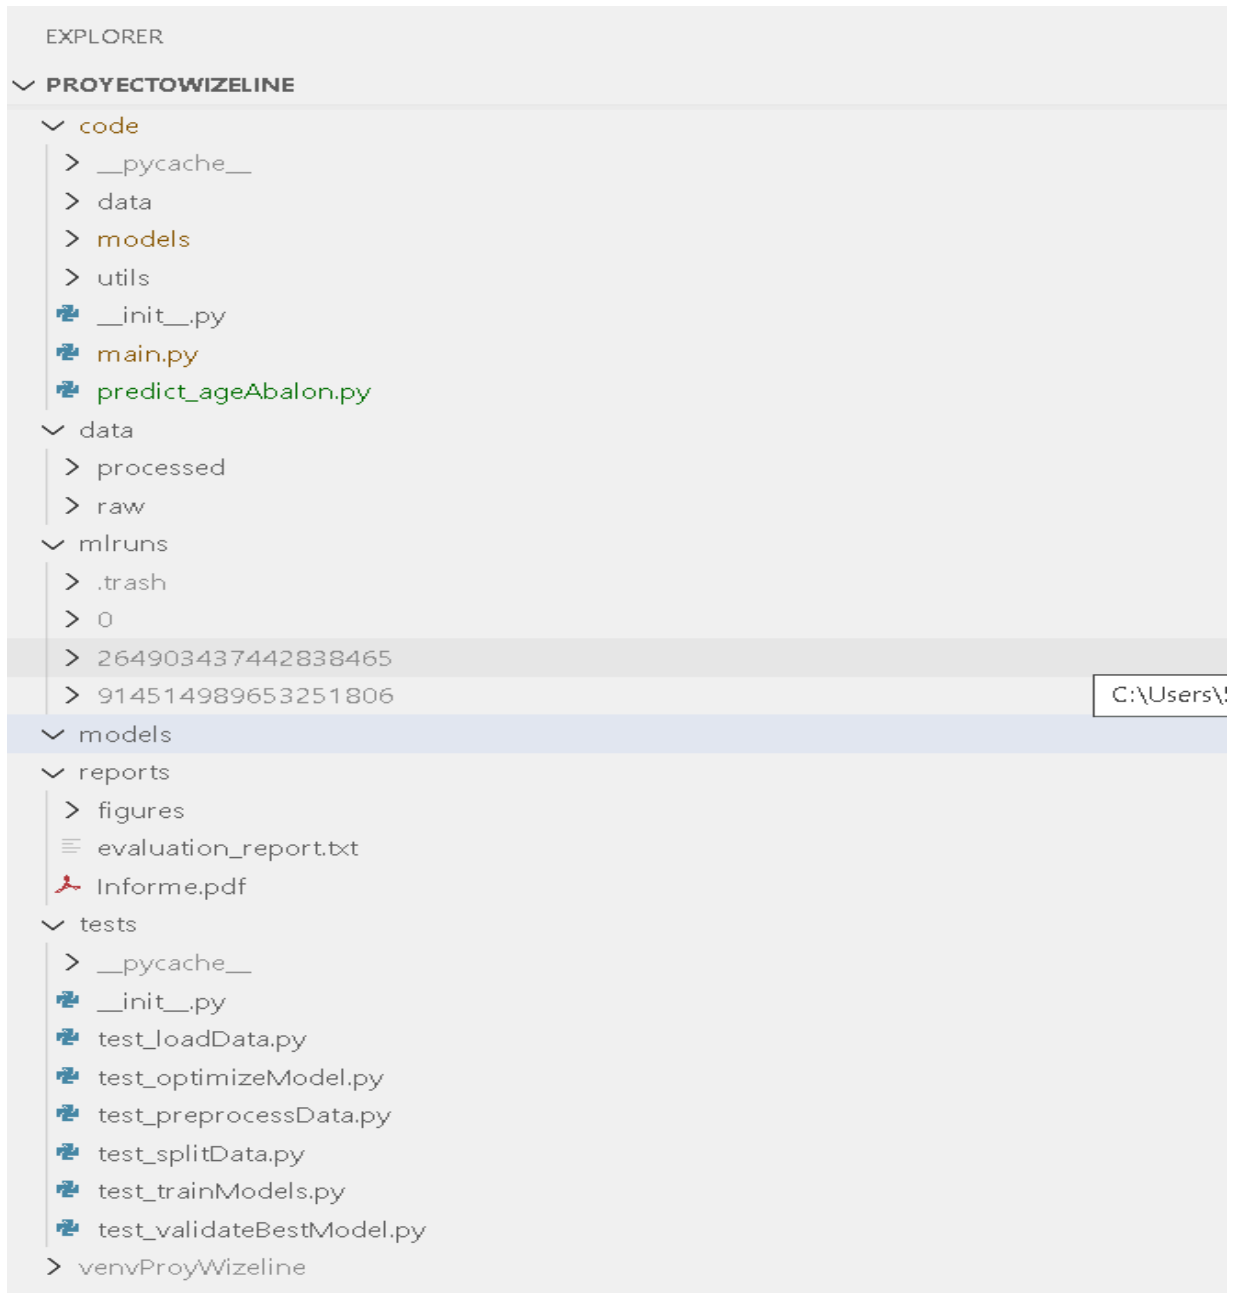 EXPLORER
PROYECTOWIZELINE
code
__pycache__
data
models
utils
__init__.py
main.py
predict_ageAbalon.py
data
processed
raw
mlruns
.trash
0
264903437442838465
914514989653251806
C:\Users\
models
reports
figures
evaluation_report.txt
Informe.pdf
tests
__pycache__
__init__.py
test_loadData.py
test_optimizeModel.py
test_preprocessData.py
test_splitData.py
test_trainModels.py
test_validateBestModel.py
venvProyWizeline